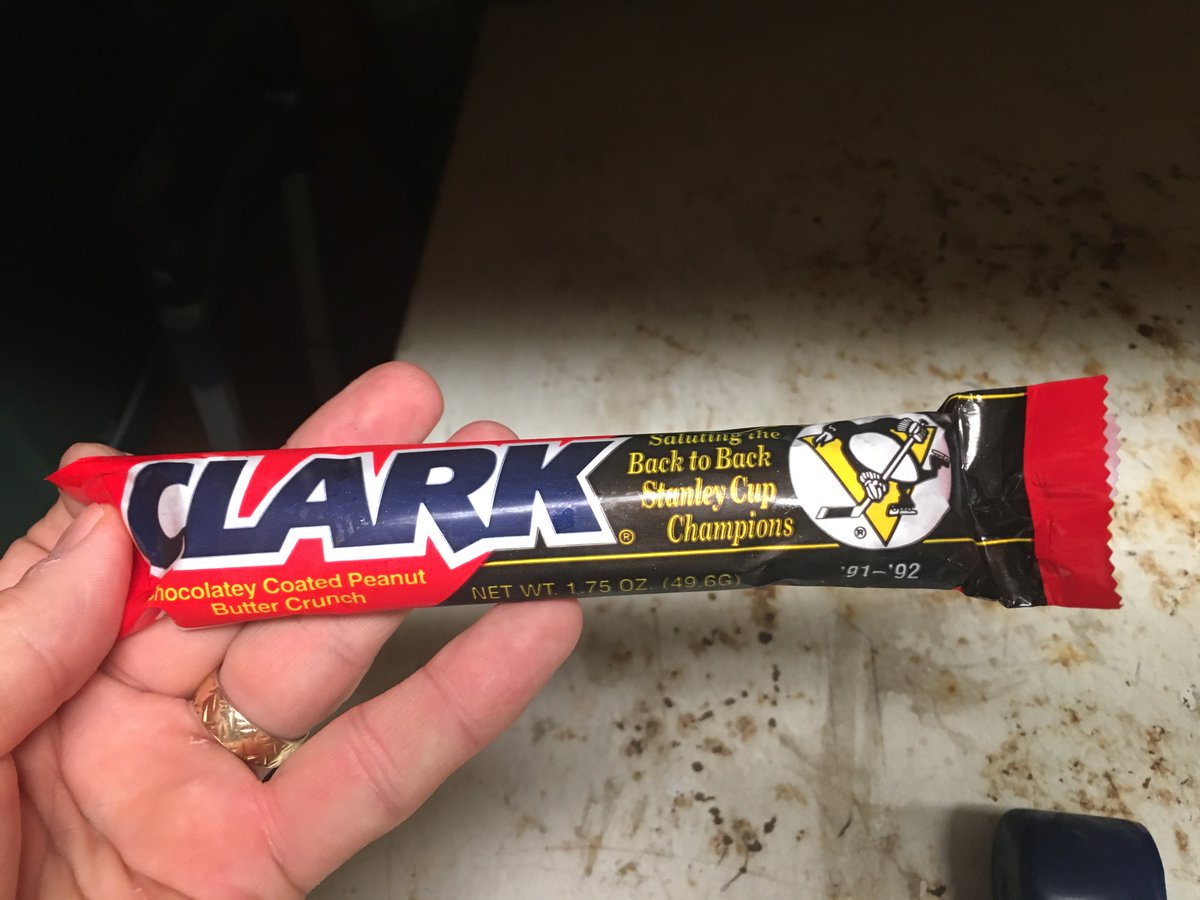 CLARK®
Chocolatey Coated Peanut
Butter Crunch
Saluting the
Back to Back
Stanley Cup
Champions
®
NET WT. 1.75 OZ. (49.6G)
'91-'92